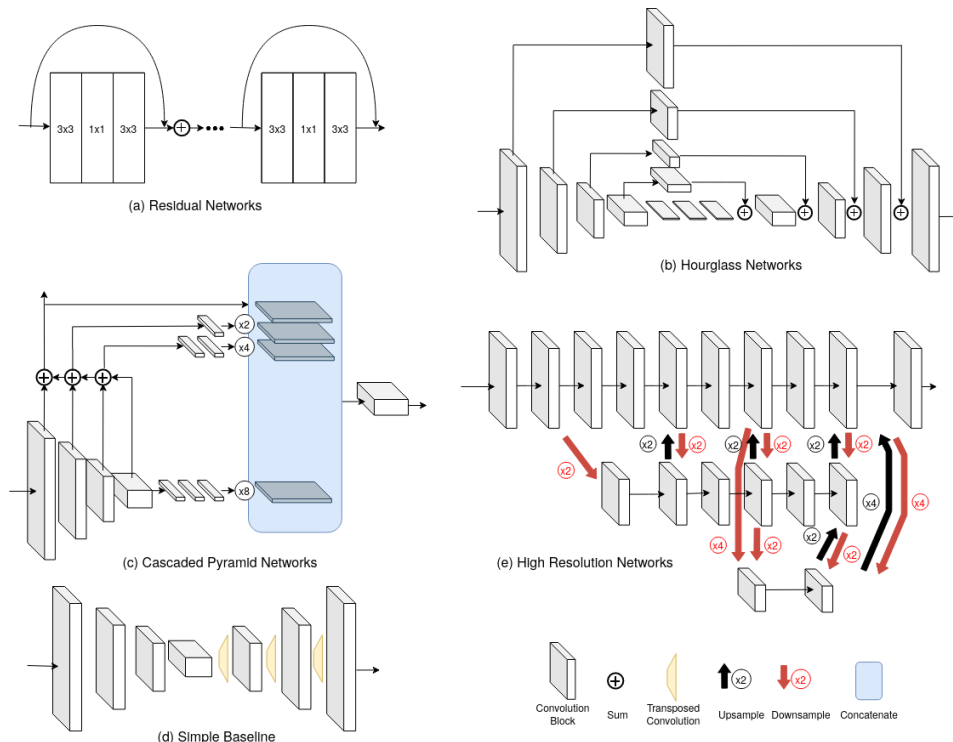 3x3 1x1 3x3
3x3 1x1 3x3
(a) Residual Networks
(b) Hourglass Networks
x2
x4
x8
(c) Cascaded Pyramid Networks
x2 x2 x2 x2 x2 x2
x2
x4 x4
x2
x4 x2 x2
(e) High Resolution Networks
(d) Simple Baseline
x2 x2
Convolution
Block
Sum
Transposed
Convolution
Upsample
Downsample
Concatenate